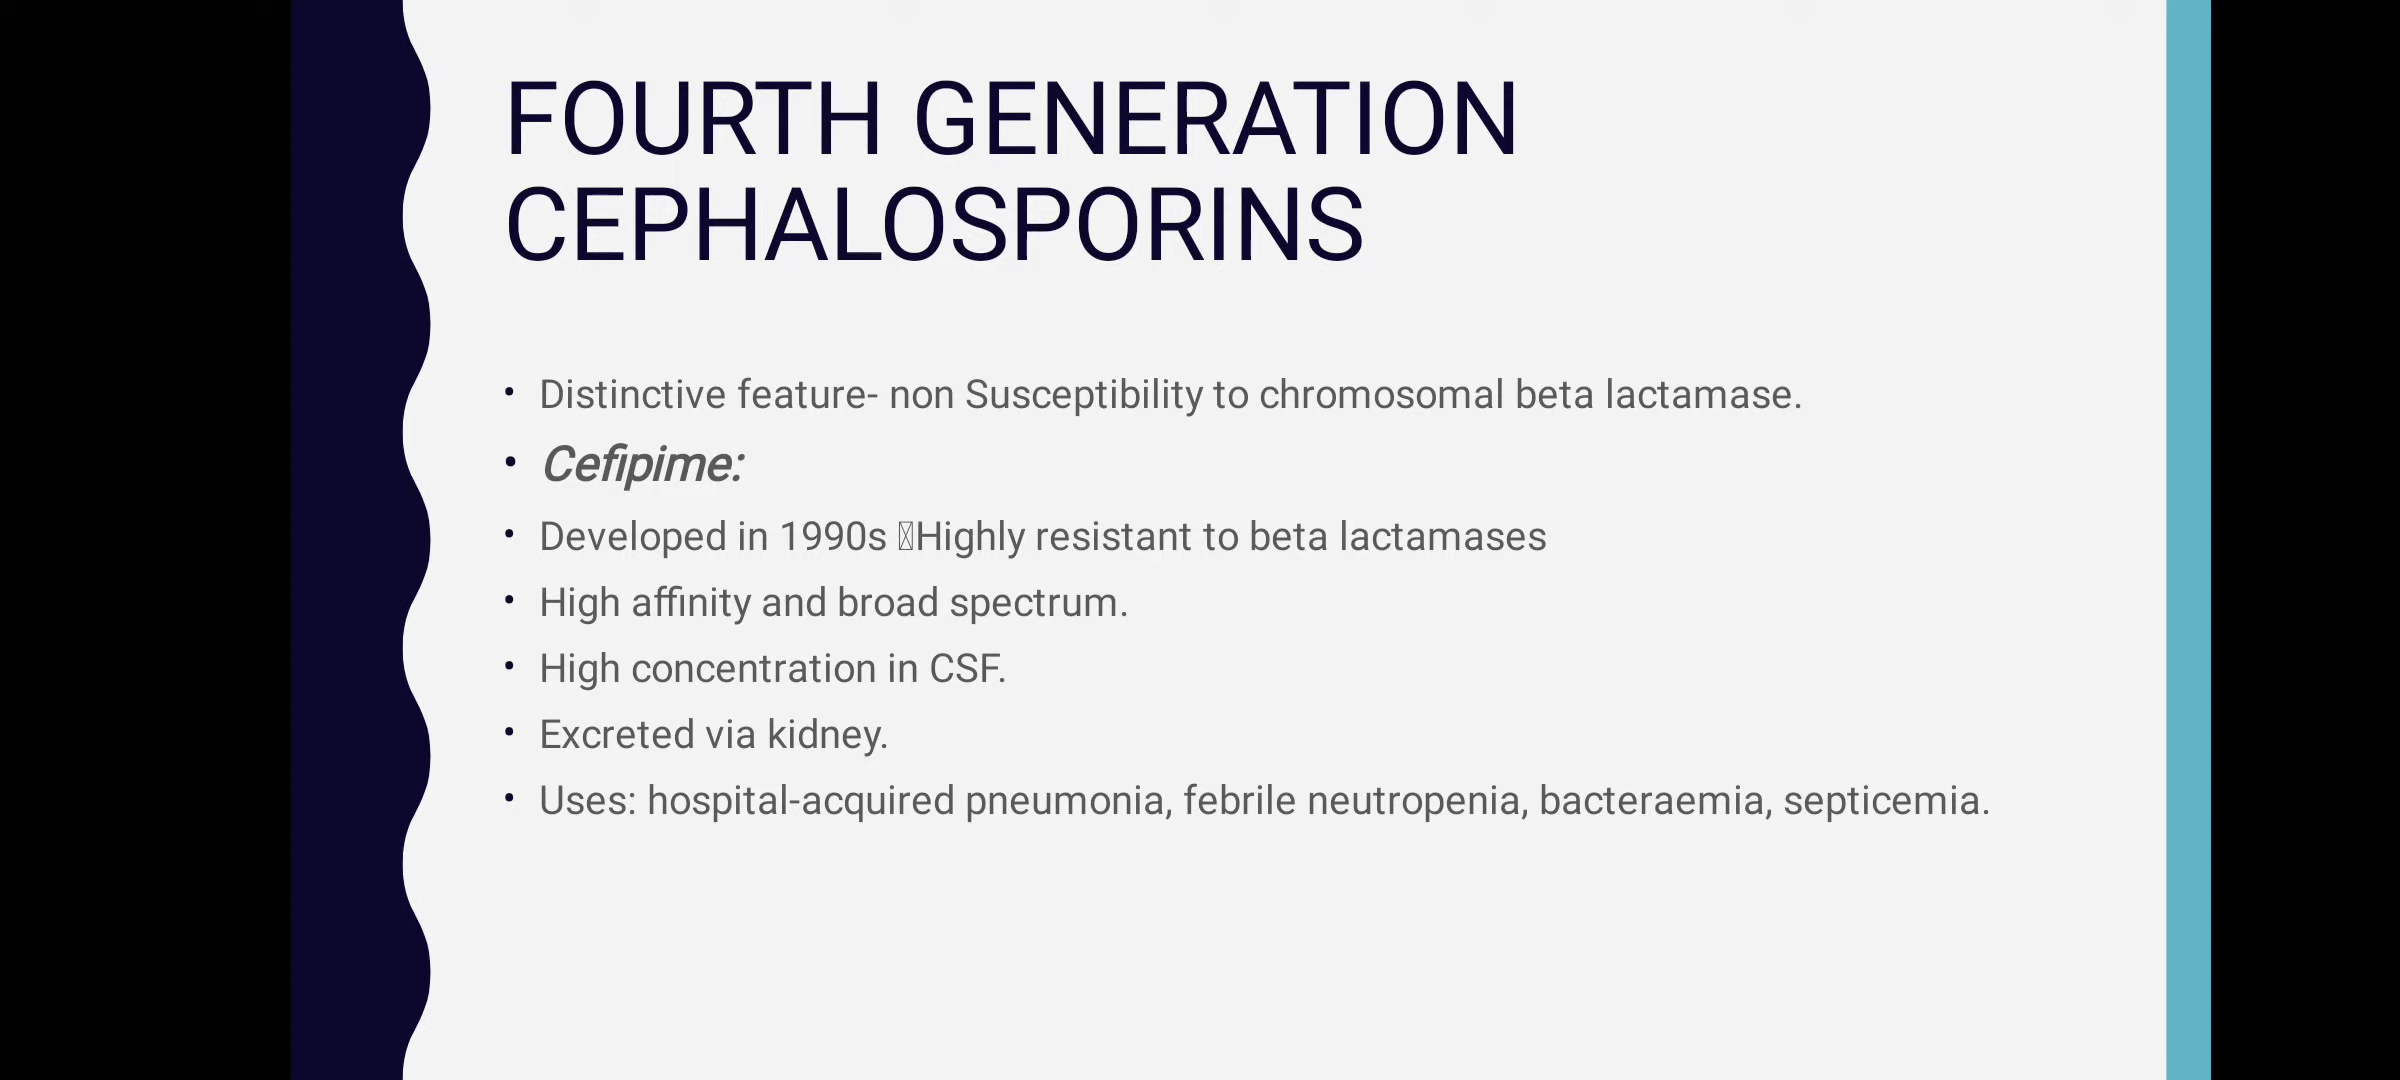 FOURTH GENERATION
CEPHALOSPORINS
• Distinctive feature- non Susceptibility to chromosomal beta lactamase.
• Cefipime:
• Developed in 1990s Highly resistant to beta lactamases
• High affinity and broad spectrum.
• High concentration in CSF.
• Excreted via kidney.
• Uses: hospital-acquired pneumonia, febrile neutropenia, bacteraemia, septicemia.